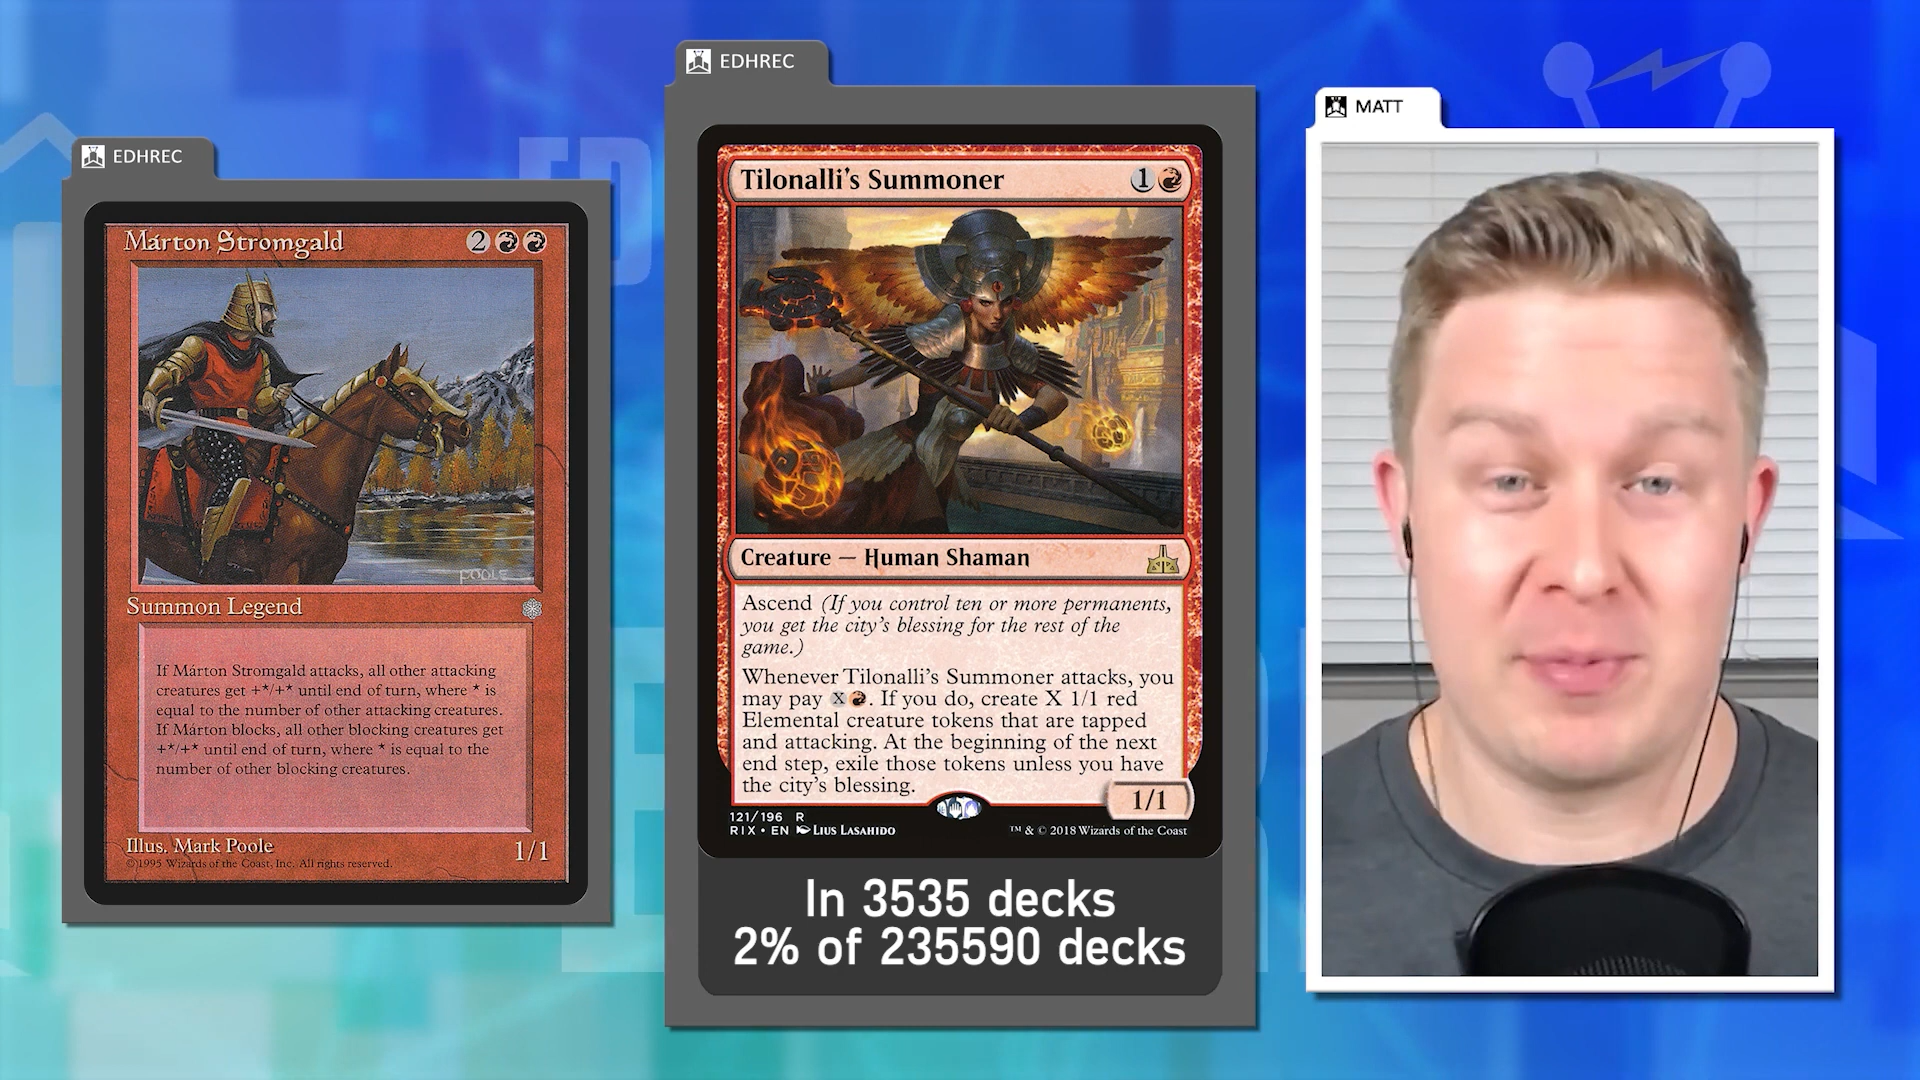 EDHREC
Márton Stromgald
2
Summon Legend
If Márton Stromgald attacks, all other attacking
creatures get +*/+* until end of turn, where * is
equal to the number of other attacking creatures.
If Márton blocks, all other blocking creatures get
+*/+* until end of turn, where * is equal to the
number of other blocking creatures.
POOLE
Illus. Mark Poole
©1995 Wizards of the Coast, Inc. All rights reserved.
1/1
EDHREC
Tilonalli's Summoner
1
Creature — Human Shaman
Ascend (If you control ten or more permanents,
you get the city's blessing for the rest of the
game.)
Whenever Tilonalli's Summoner attacks, you
may pay X. If you do, create X 1/1 red
Elemental creature tokens that are tapped
and attacking. At the beginning of the next
end step, exile those tokens unless you have
the city's blessing.
1/1
121/196 R
RIX • EN Lius Lasahido
™ & © 2018 Wizards of the Coast
In 3535 decks
2% of 235590 decks
MATT